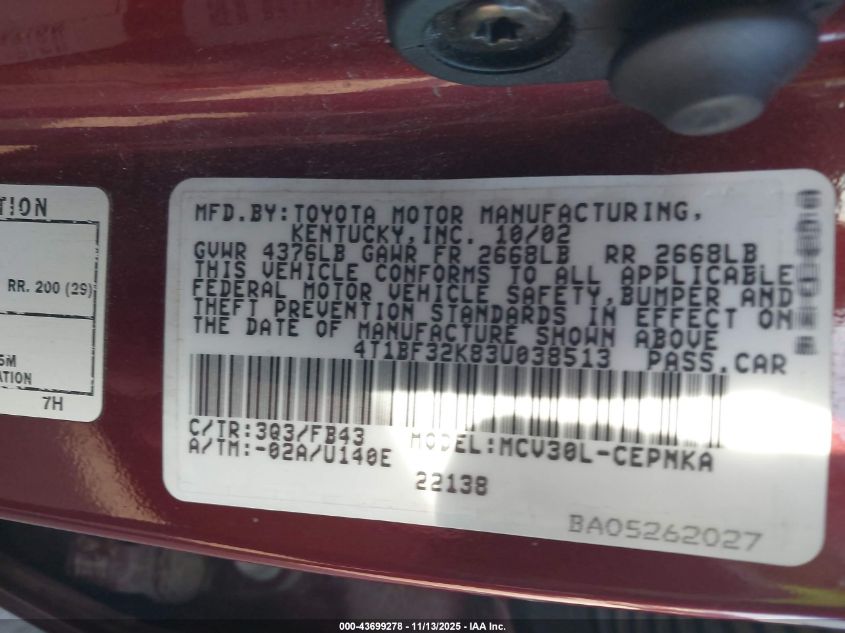 TION
RR. 200 (29)
5M
ATION
7H
MFD.BY:TOYOTA MOTOR MANUFACTURING,
KENTUCKY,INC. 10/02
GVWR 4376LB GAWR FR 2668LB RR 2668LB
THIS VEHICLE CONFORMS TO ALL APPLICABLE
FEDERAL MOTOR VEHICLE SAFETY,BUMPER AND
THEFT PREVENTION STANDARDS IN EFFECT ON
THE DATE OF MANUFACTURE SHOWN ABOVE
4T1BF32K83U038513 PASS.CAR
C/TR:3Q3/FB43 MODEL:MCV30L-CEPNKA
A/TM:-02A/U140E
22138
BA05262027
000-43699278 - 11/13/2025 - IAA Inc.